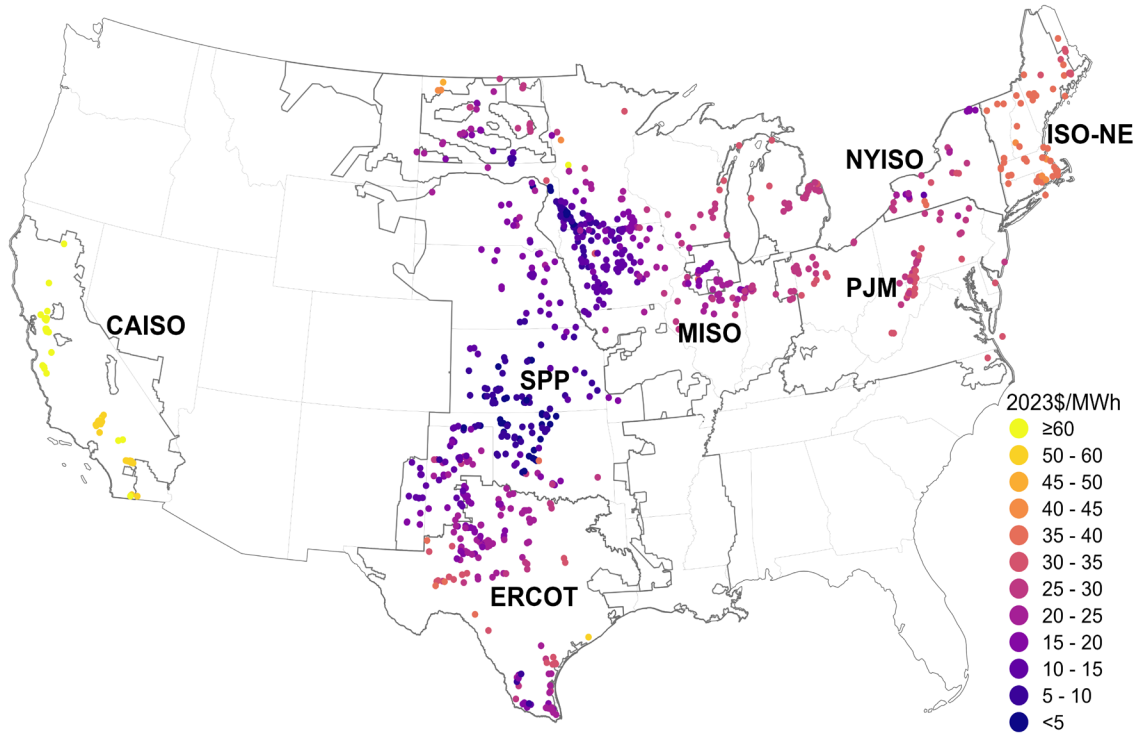 ISO-NE
NYISO
PJM
CAISO
MISO
SPP
ERCOT
2023$/MWh
≥60
50 - 60
45 - 50
40 - 45
35 - 40
30 - 35
25 - 30
20 - 25
15 - 20
10 - 15
5 - 10
<5